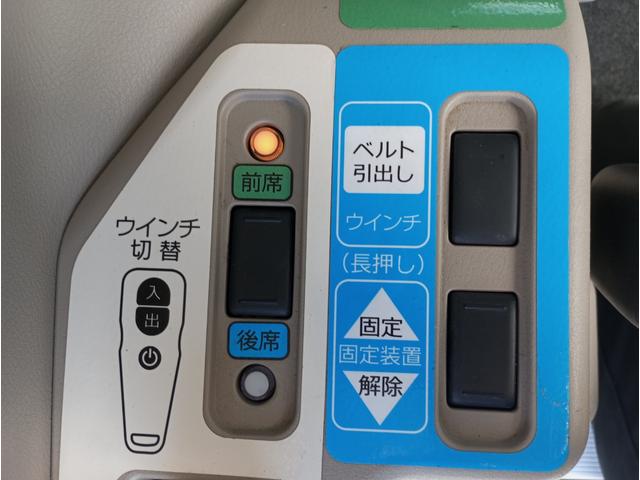 前席
ウインチ
切替
入
出
後席
ベルト
引出し
ウインチ
(長押し)
固定
固定装置
解除